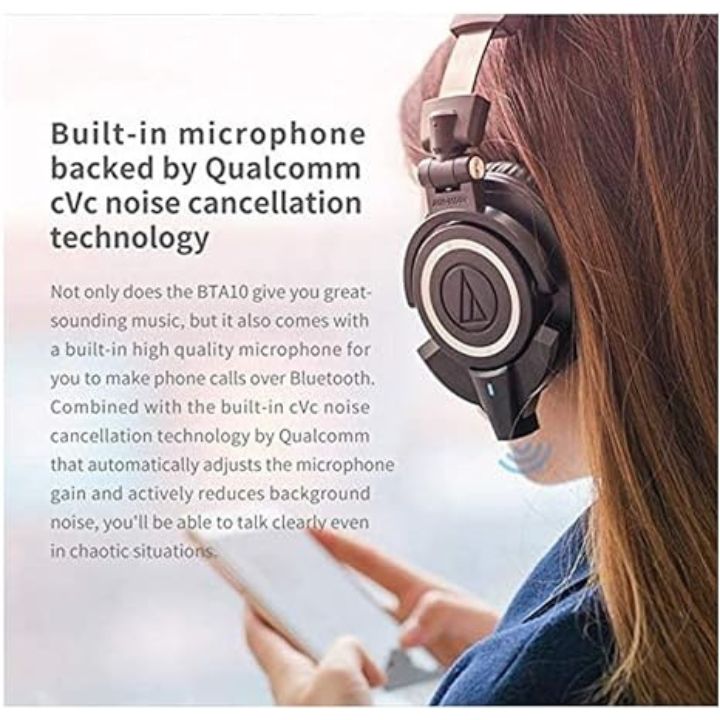 Built-in microphone
backed by Qualcomm
cVc noise cancellation
technology
Not only does the BTA10 give you great-
sounding music, but it also comes with
a built-in high quality microphone for
you to make phone calls over Bluetooth.
Combined with the built-in cVc noise
cancellation technology by Qualcomm
that automatically adjusts the microphone
gain and actively reduces background
noise, you'll be able to talk clearly even
in chaotic situations.